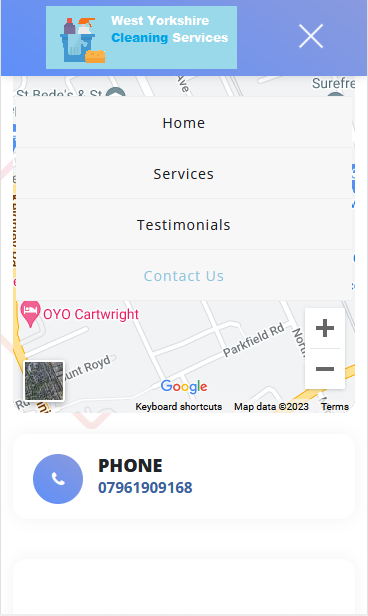 West Yorkshire
Cleaning Services
St Bede's & St
Ave
Surefre
Home
Services
Testimonials
Contact Us
OYO Cartwright
Parkfield Rd
unt Royd
Google
Keyboard shortcuts Map data ©2023 Terms
PHONE
07961909168